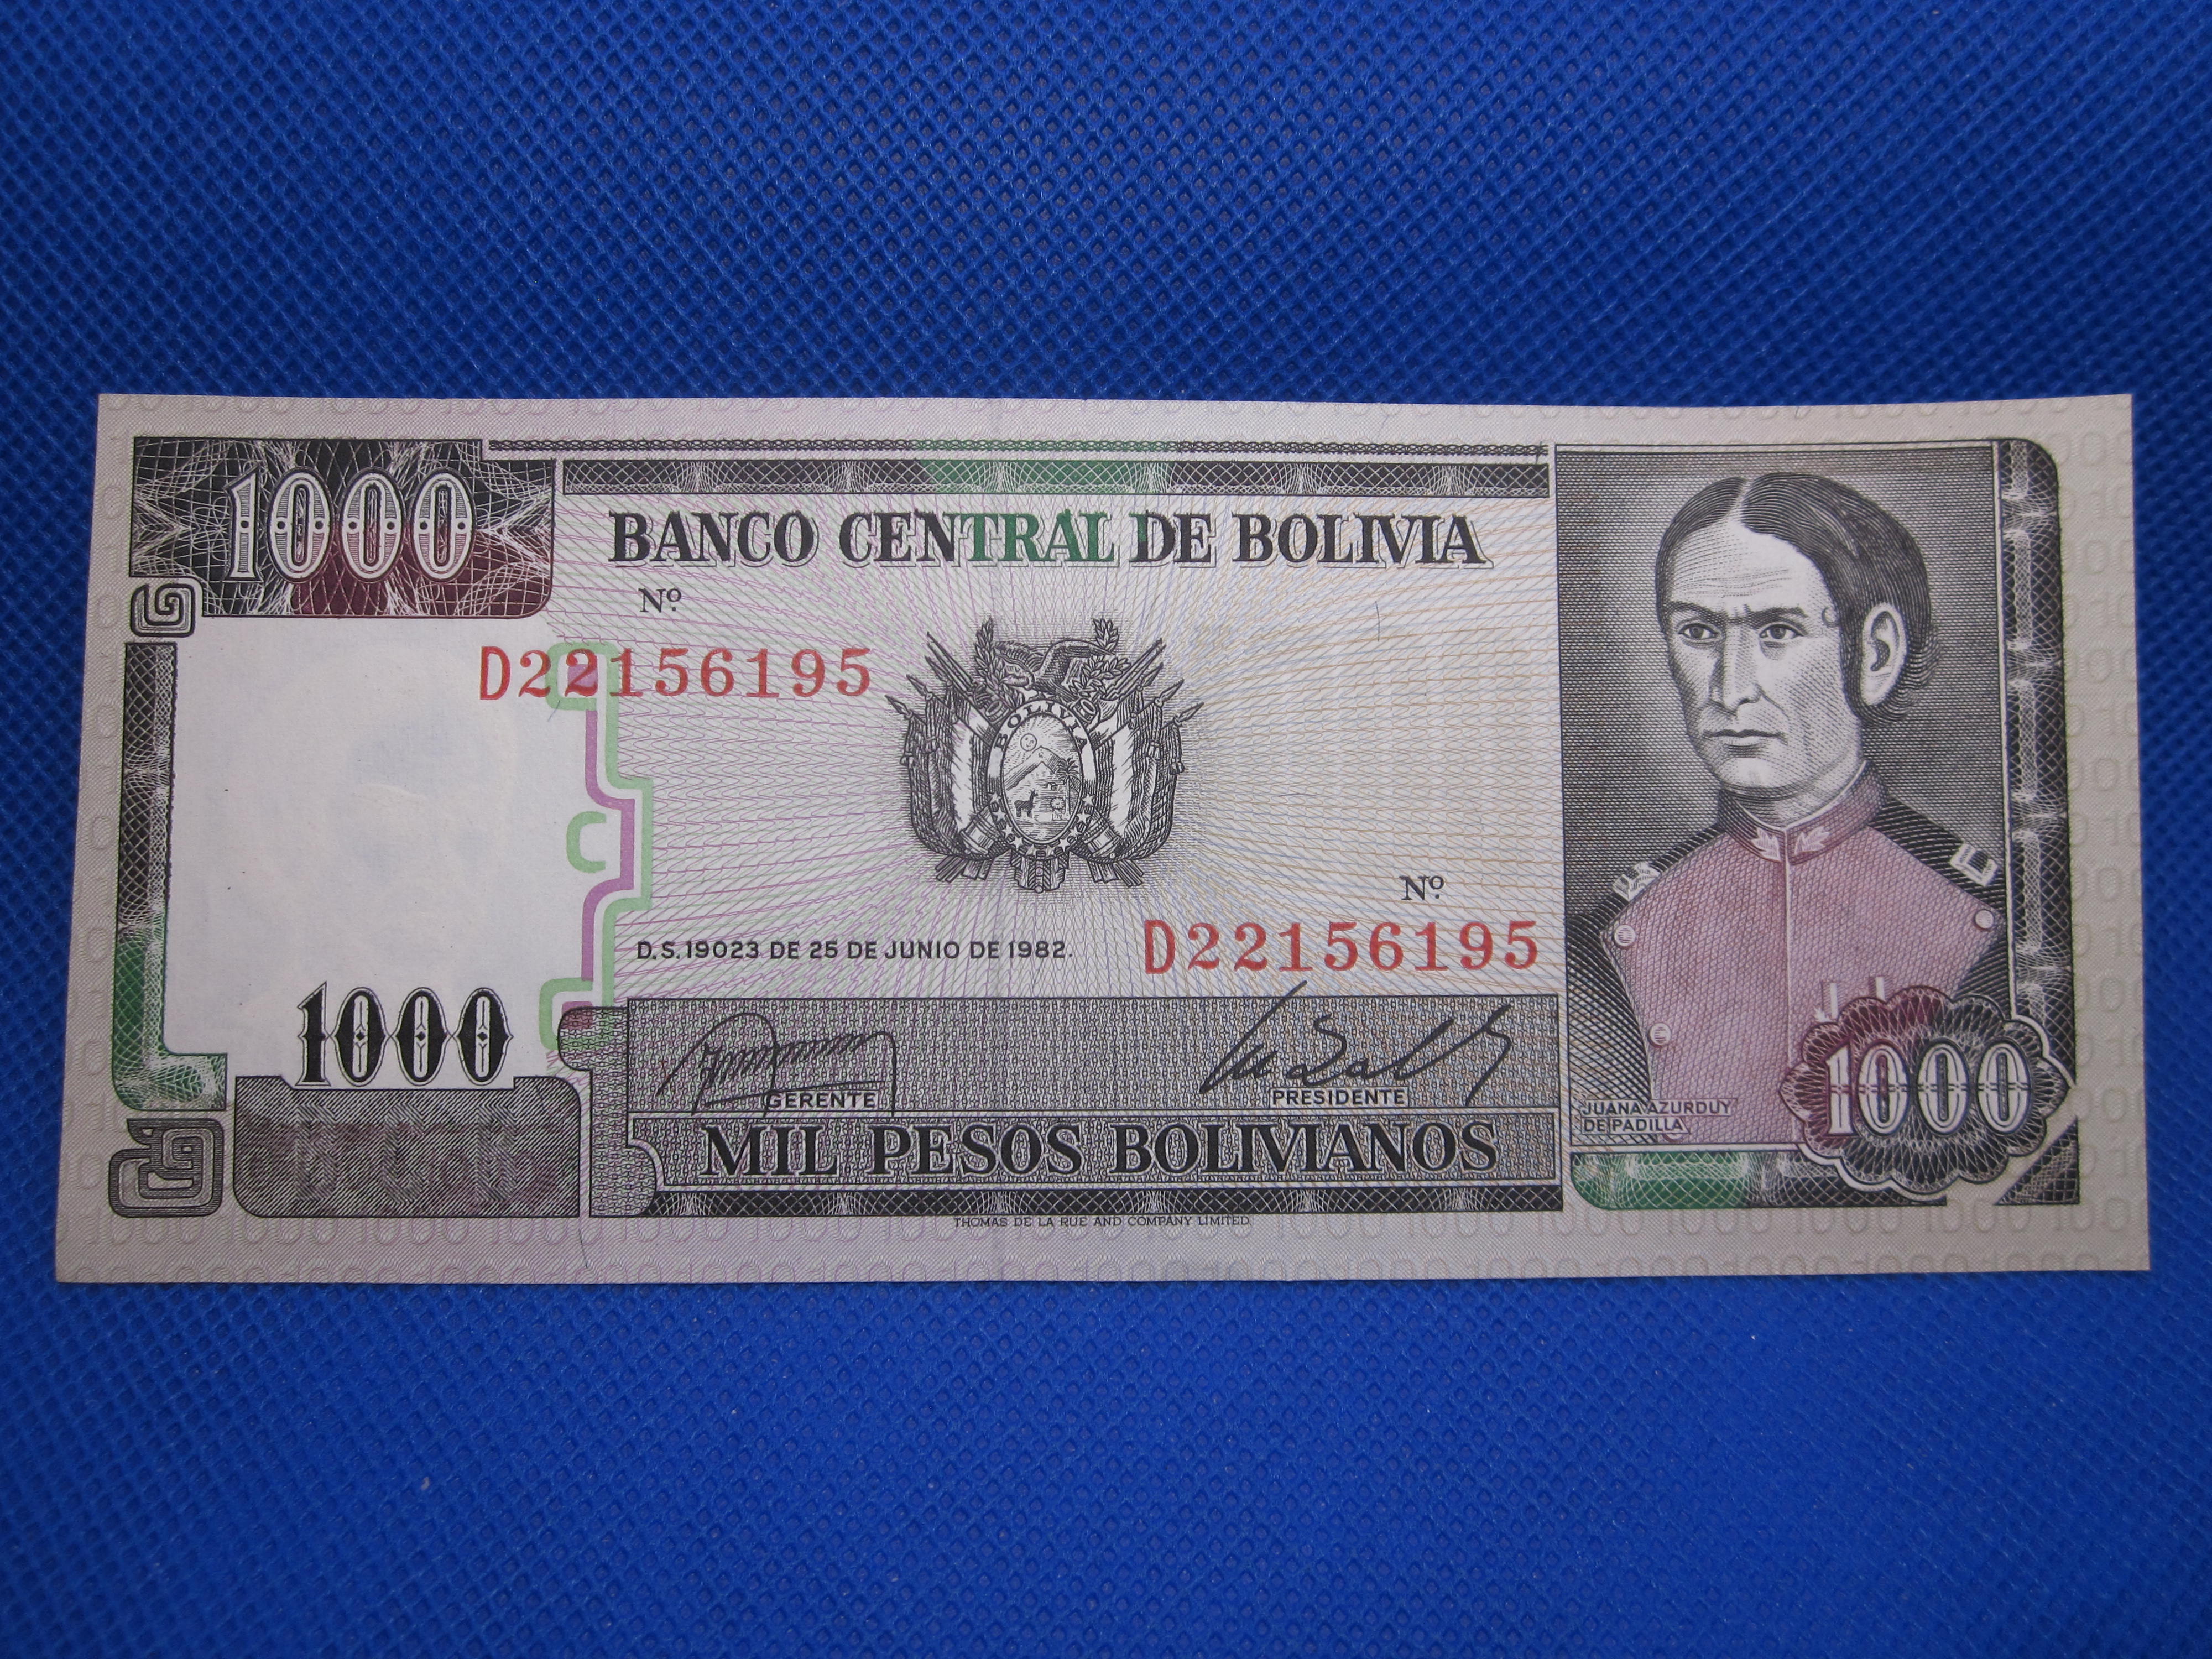 1000
BANCO CENTRAL DE BOLIVIA
Nº.
D22156195
BOLIVIA
C
Nº.
D.S. 19023 DE 25 DE JUNIO DE 1982.
D22156195
1000
GERENTE
PRESIDENTE
JUANA AZURDUY
DE PADILLA
1000
MIL PESOS BOLIVIANOS
THOMAS DE LA RUE AND COMPANY LIMITED.